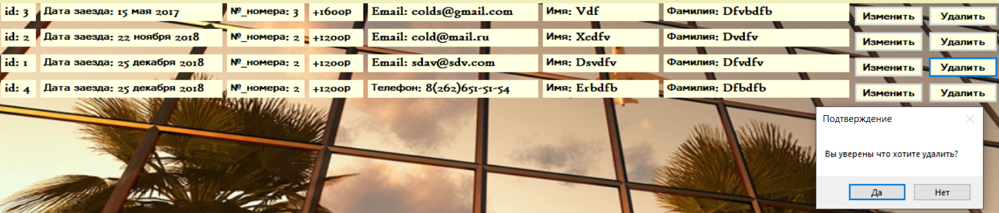 id: 3 Дата заезда: 15 мая 2017 №_номера: 3 +1600р Email: colds@gmail.com Имя: Vdf Фамилия: Dfvbdfb Изменить Удалить
id: 2 Дата заезда: 22 ноября 2018 №_номера: 2 +1200р Email: cold@mail.ru Имя: Xcdfv Фамилия: Dvdfv Изменить Удалить
id: 1 Дата заезда: 25 декабря 2018 №_номера: 2 +1200р Email: sdav@sdv.com Имя: Dsvdfv Фамилия: Dfvdfv Изменить Удалить
id: 4 Дата заезда: 25 декабря 2018 №_номера: 2 +1200р Телефон: 8(262)651-51-54 Имя: Erbdfb Фамилия: Dfbdfb Изменить Удалить
Подтверждение
Вы уверены что хотите удалить?
Да Нет